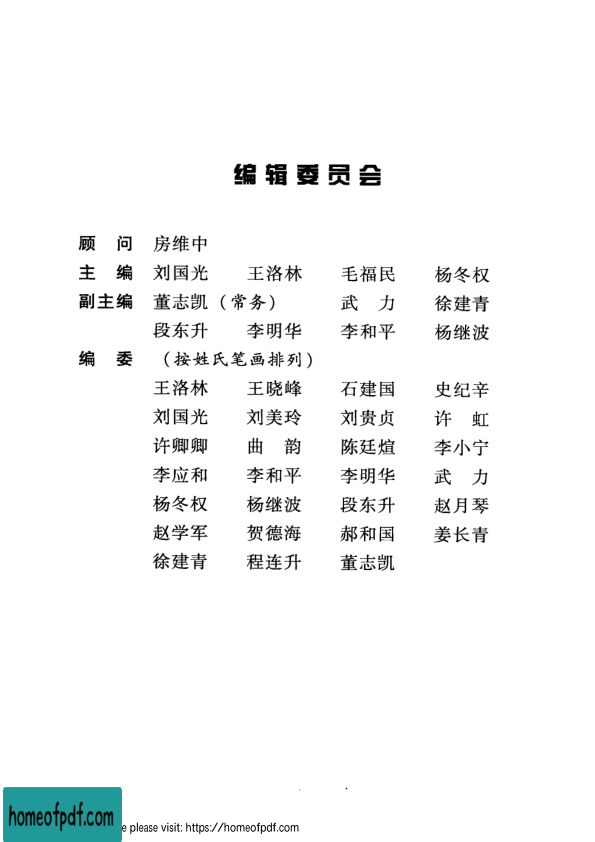 编辑委员会
顾 问 房维中
主 编 刘国光 王洛林 毛福民 杨冬权
副主编 董志凯（常务） 武 力 徐建青
段东升 李明华 李和平 杨继波
编 委 （按姓氏笔画排列）
王洛林 王晓峰 石建国 史纪辛
刘国光 刘美玲 刘贵贞 许 虹
许卿卿 曲 韵 陈廷煊 李小宁
李应和 李和平 李明华 武 力
杨冬权 杨继波 段东升 赵月琴
赵学军 贺德海 郝和国 姜长青
徐建青 程连升 董志凯
homeofpdf.com
e please visit: https://homeofpdf.com